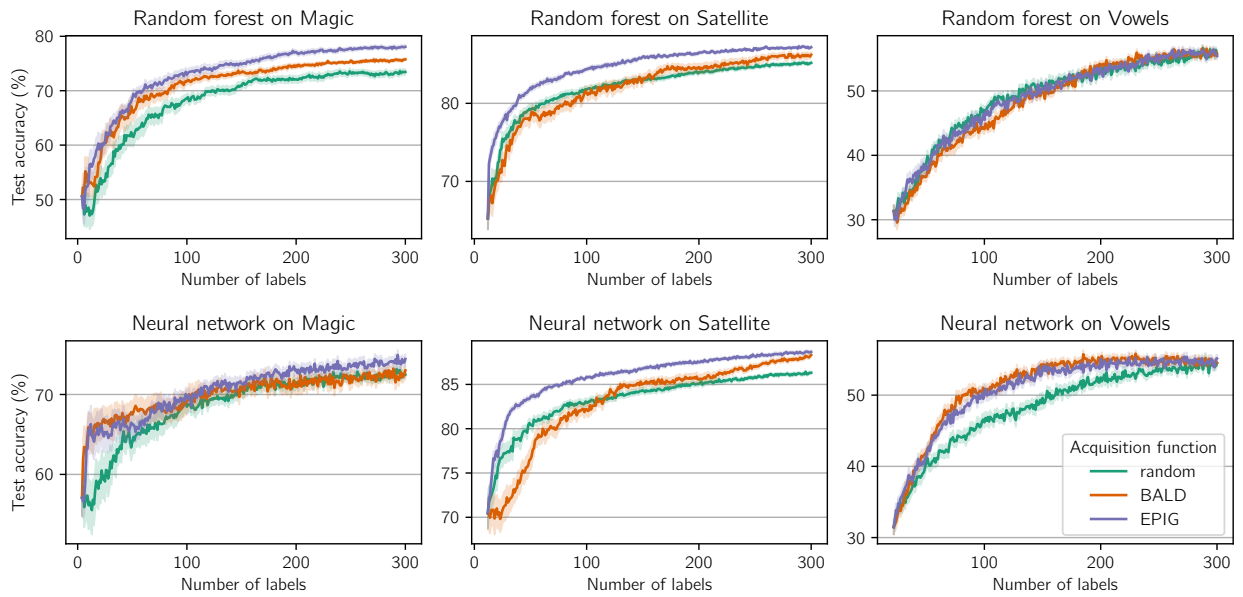 Random forest on Magic
Random forest on Satellite
Random forest on Vowels
Test accuracy (%)
80
70
60
50
80
70
50
40
30
0 100 200 300
0 100 200 300
100 200 300
Number of labels
Number of labels
Number of labels
Neural network on Magic
Neural network on Satellite
Neural network on Vowels
Test accuracy (%)
70
60
85
80
75
70
50
40
30
Acquisition function
random
BALD
EPIG
0 100 200 300
0 100 200 300
100 200 300
Number of labels
Number of labels
Number of labels